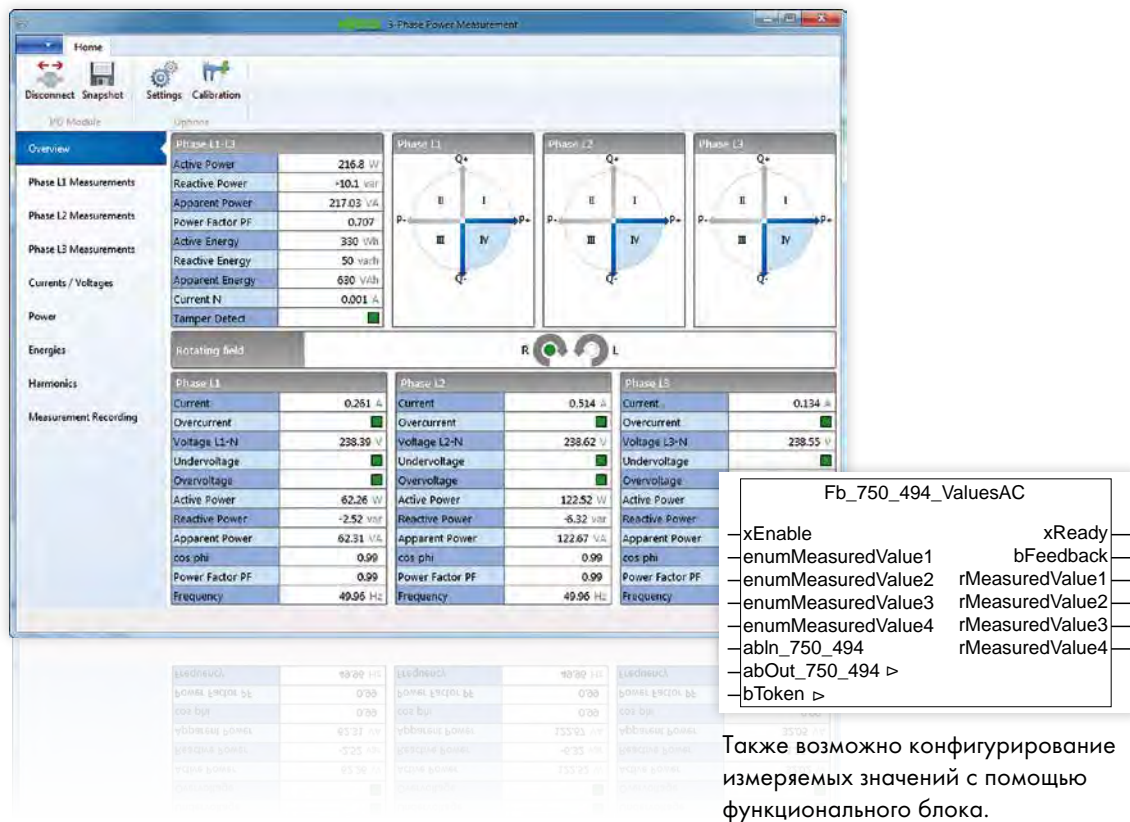 3-Phase Power Measurement
Home
Disconnect Snapshot Settings Calibration
I/O Module Options
Overview
Phase L1 Measurements
Phase L2 Measurements
Phase L3 Measurements
Currents / Voltages
Power
Energies
Harmonics
Measurement Recording
Phase L1-L3
Active Power 216.8 W
Reactive Power -10.1 var
Apparent Power 217.03 VA
Power Factor PF 0.707
Active Energy 330 Wh
Reactive Energy 50 varh
Apparent Energy 630 VAh
Current N 0.001 A
Tamper Detect
Phase L1
Q+
II I
P- P+
III IV
Q-
Phase L2
Q+
II I
P- P+
III IV
Q-
Phase L3
Q+
II I
P- P+
III IV
Q-
Rotating field R L
Phase L1
Current 0.261 A
Overcurrent
Voltage L1-N 238.39 V
Undervoltage
Overvoltage
Active Power 62.26 W
Reactive Power -2.52 var
Apparent Power 62.31 VA
cos phi 0.99
Power Factor PF 0.99
Frequency 49.96 Hz
Phase L2
Current 0.514 A
Overcurrent
Voltage L2-N 238.62 V
Undervoltage
Overvoltage
Active Power 122.52 W
Reactive Power -6.32 var
Apparent Power 122.67 VA
cos phi 0.99
Power Factor PF 0.99
Frequency 49.96 Hz
Phase L3
Current 0.134 A
Overcurrent
Voltage L3-N 238.55 V
Undervoltage
Overvoltage
Active Power
Reactive Power
Apparent Power
cos phi
Power Factor PF
Frequency
Fb_750_494_ValuesAC
xEnable xReady
enumMeasuredValue1 bFeedback
enumMeasuredValue2 rMeasuredValue1
enumMeasuredValue3 rMeasuredValue2
enumMeasuredValue4 rMeasuredValue3
abIn_750_494 rMeasuredValue4
abOut_750_494 ▷
bToken ▷
Также возможно конфигурирование
измеряемых значений с помощью
функционального блока.